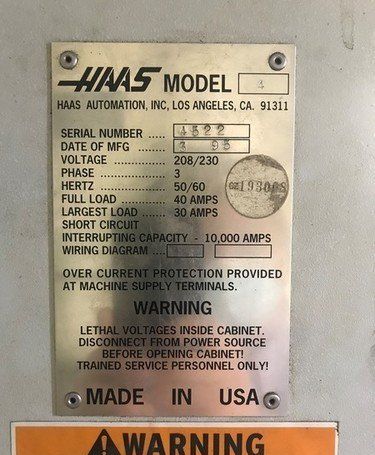 HAAS MODEL 4
HAAS AUTOMATION, INC, LOS ANGELES, CA. 91311
SERIAL NUMBER ..... 4522
DATE OF MFG ...... 3 95
VOLTAGE ............... 208/230
PHASE .................... 3
HERTZ .................... 50/60
FULL LOAD ............ 40 AMPS
LARGEST LOAD .... 30 AMPS
SHORT CIRCUIT
INTERRUPTING CAPACITY - 10,000 AMPS
WIRING DIAGRAM ....
OVER CURRENT PROTECTION PROVIDED
AT MACHINE SUPPLY TERMINALS.
WARNING
LETHAL VOLTAGES INSIDE CABINET.
DISCONNECT FROM POWER SOURCE
BEFORE OPENING CABINET!
TRAINED SERVICE PERSONNEL ONLY!
MADE IN USA
WARNING